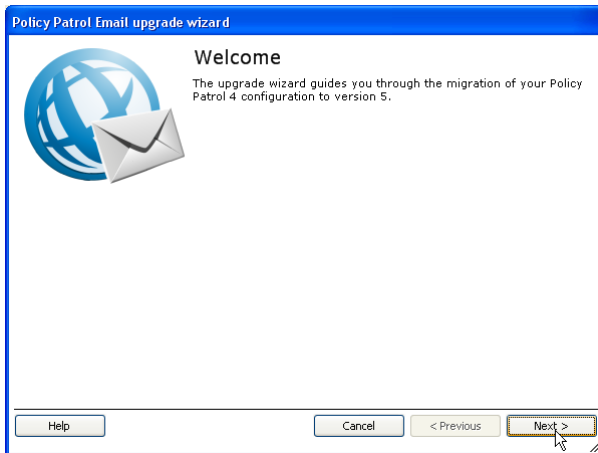 Policy Patrol Email upgrade wizard
Welcome
The upgrade wizard guides you through the migration of your Policy
Patrol 4 configuration to version 5.
Help
Cancel
< Previous
Next >